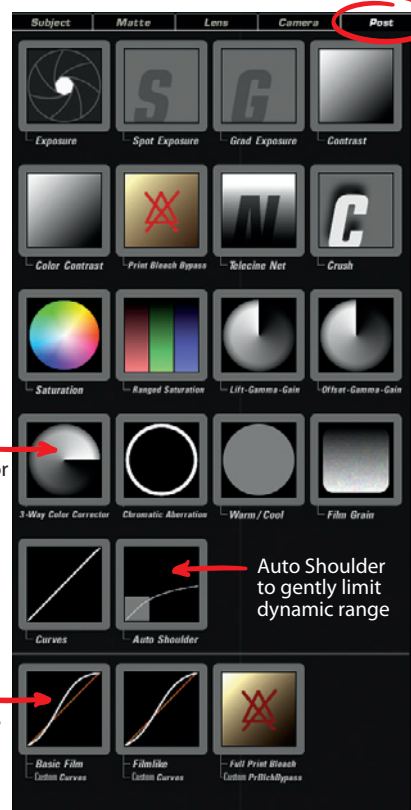 Subject Matte Lens Camera Post
S G
Exposure Spot Exposure Grad Exposure Contrast
N C
Color Contrast Print Bleach Bypass Telecine Net Crush
Saturation Ranged Saturation Lift-Gamma-Gain Offset-Gamma-Gain
or
3-Way Color Corrector Chromatic Aberration Warm/Cool Film Grain
Auto Shoulder
to gently limit
dynamic range
Curves Auto Shoulder
Basic Film Filmlike Full Print Bleach
Custom Curves Custom Curves Custom PrBlchBypass